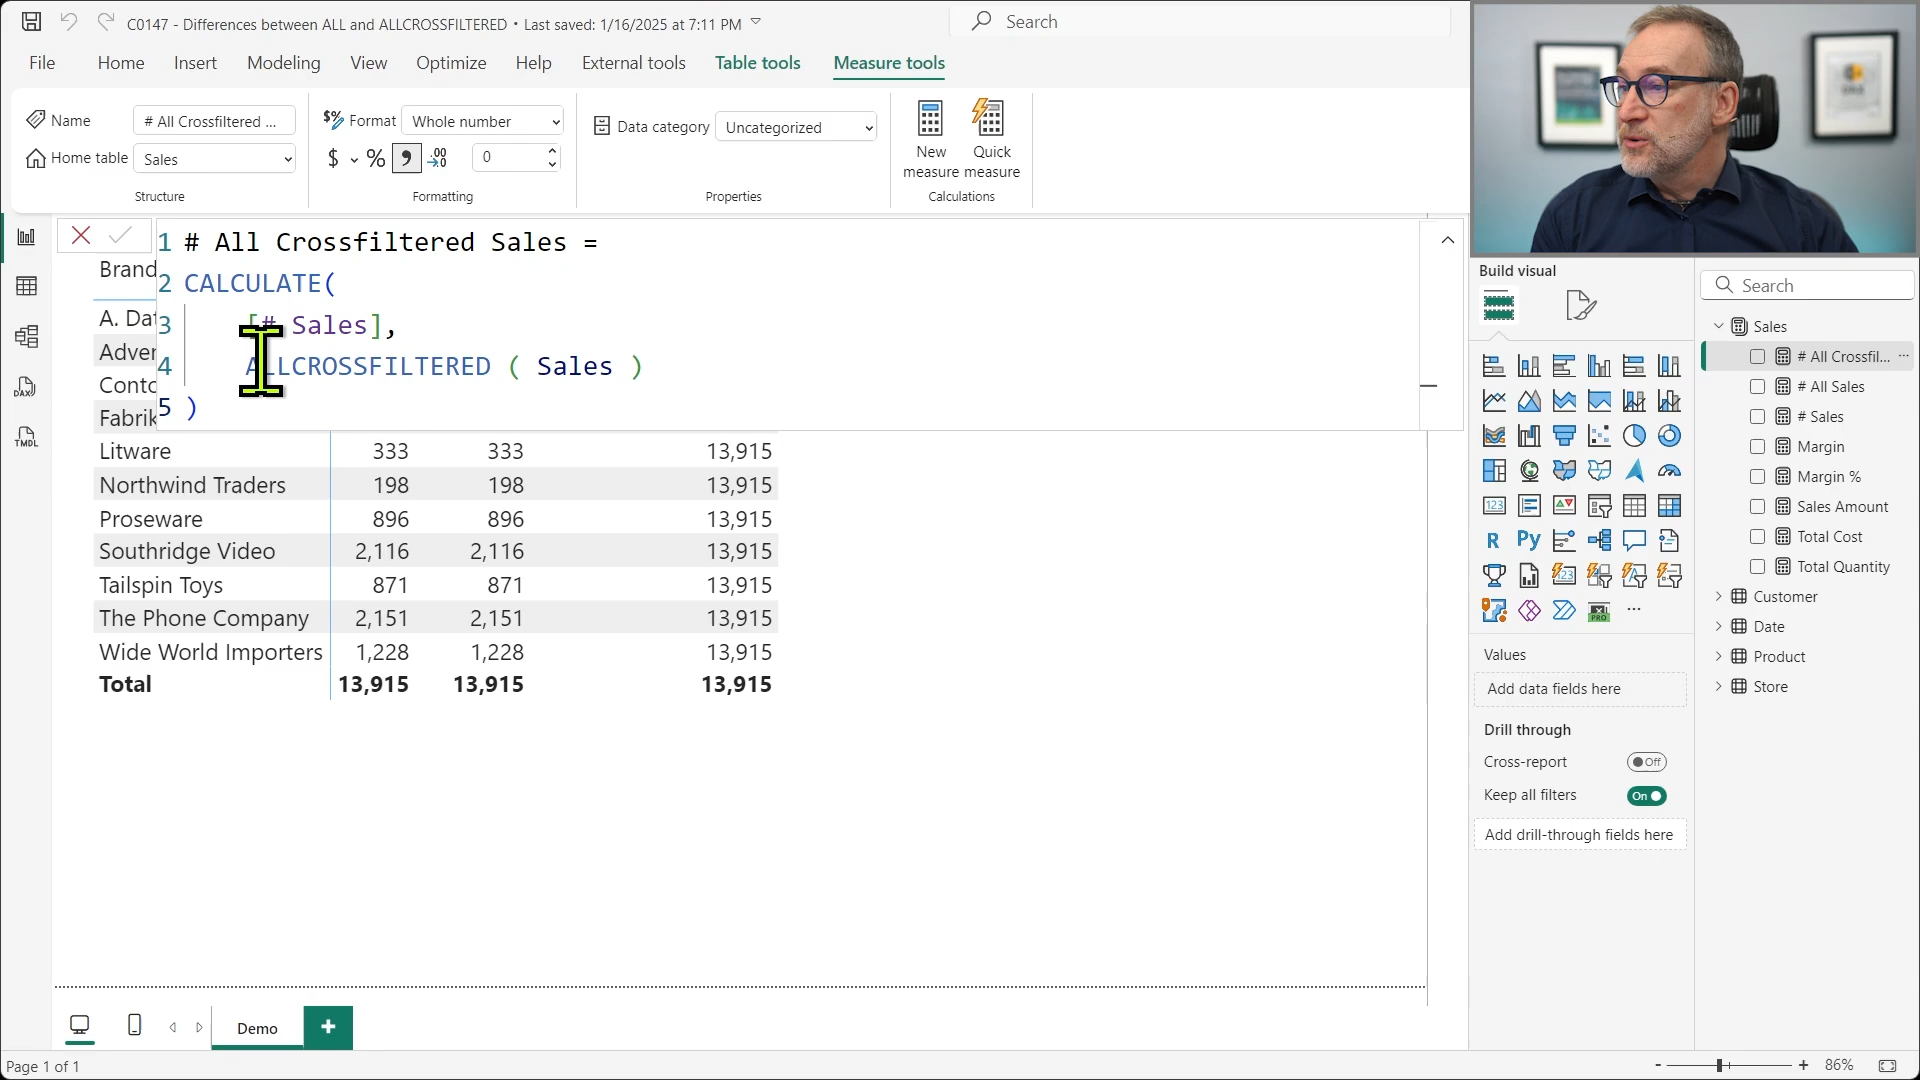 C0147 - Differences between ALL and ALLCROSSFILTERED • Last saved: 1/16/2025 at 7:11 PM
Search
File
Home
Insert
Modeling
View
Optimize
Help
External tools
Table tools
Measure tools
Name
# All Crossfiltered ...
Home table
Sales
Structure
Format
Whole number
$
%
0
Formatting
Data category
Uncategorized
Properties
New measure
Quick measure
Calculations
1 # All Crossfiltered Sales =
2 CALCULATE(
3 [# Sales],
4 ALLCROSSFILTERED ( Sales )
5 )
Brand
A. Dat
Adver
Conto
Fabrik
Litware 333 333 13,915
Northwind Traders 198 198 13,915
Proseware 896 896 13,915
Southridge Video 2,116 2,116 13,915
Tailspin Toys 871 871 13,915
The Phone Company 2,151 2,151 13,915
Wide World Importers 1,228 1,228 13,915
Total 13,915 13,915 13,915
DAX
TMDL
Build visual
123
R
Py
123
PRO
...
Values
Add data fields here
Drill through
Cross-report Off
Keep all filters On
Add drill-through fields here
Search
Sales
# All Crossfil... ...
# All Sales
# Sales
Margin
Margin %
Sales Amount
Total Cost
Total Quantity
Customer
Date
Product
Store
Demo
+
Page 1 of 1
- + 86%